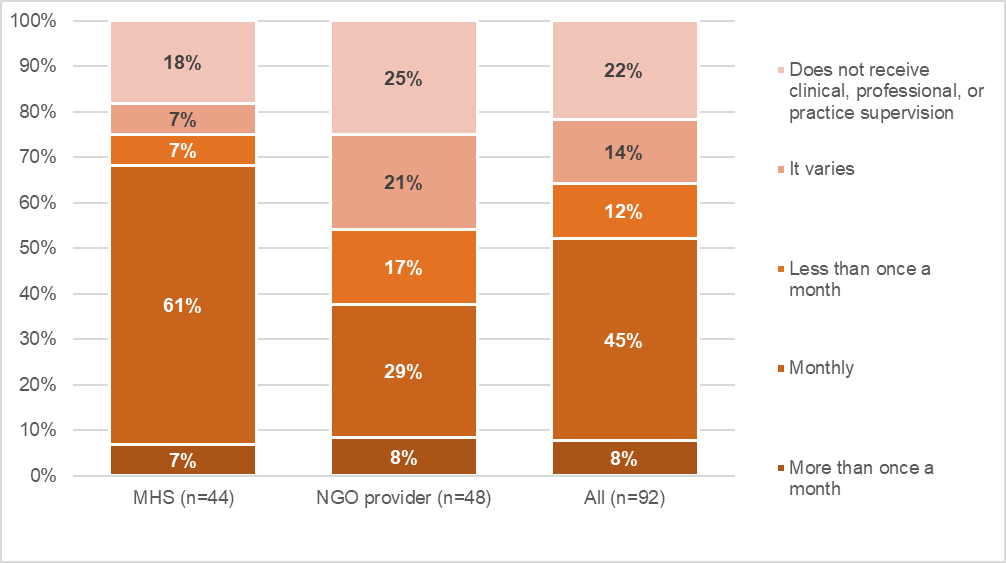 100%
90%
80%
70%
60%
50%
40%
30%
20%
10%
0%
18%
7%
7%
61%
7%
25%
21%
17%
29%
8%
22%
14%
12%
45%
8%
MHS (n=44)
NGO provider (n=48)
All (n=92)
Does not receive
clinical, professional, or
practice supervision
It varies
Less than once a
month
Monthly
More than once a
month